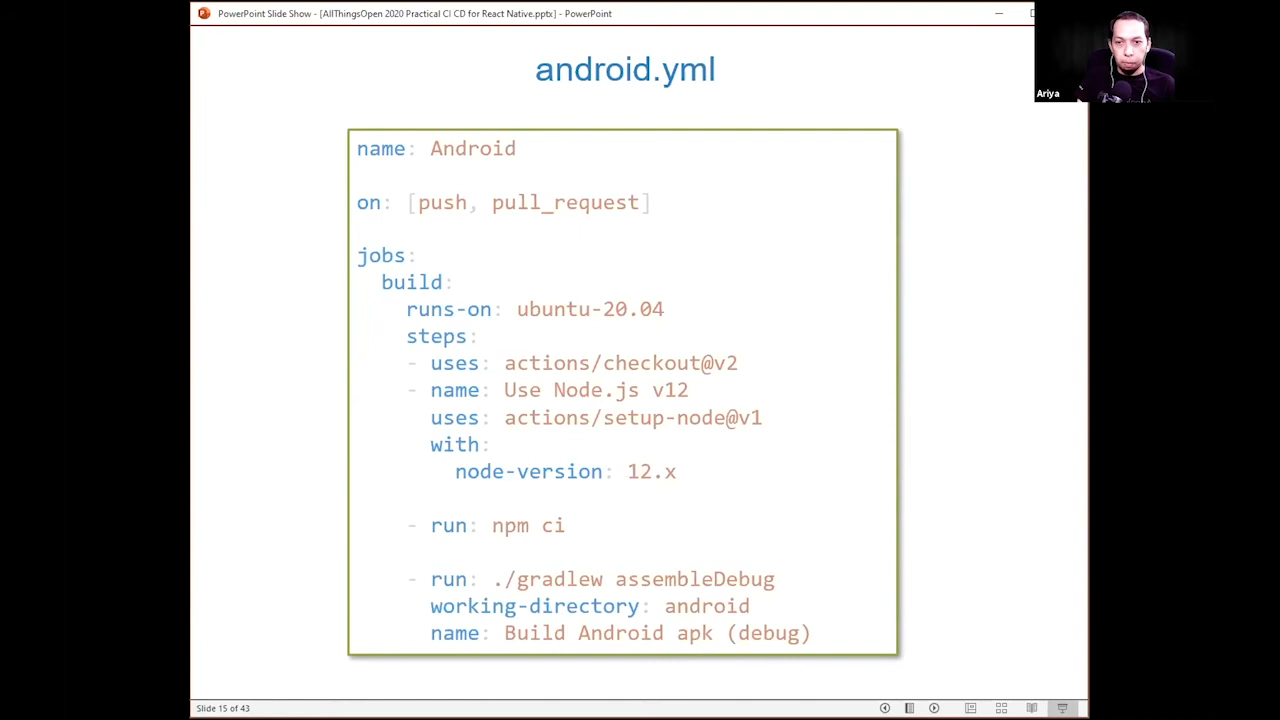 PowerPoint Slide Show - [AllThingsOpen 2020 Practical CI CD for React Native.pptx] - PowerPoint
Ariya
android.yml
name: Android
on: [push, pull_request]
jobs:
build:
runs-on: ubuntu-20.04
steps:
- uses: actions/checkout@v2
- name: Use Node.js v12
uses: actions/setup-node@v1
with:
node-version: 12.x
- run: npm ci
- run: ./gradlew assembleDebug
working-directory: android
name: Build Android apk (debug)
Slide 15 of 43